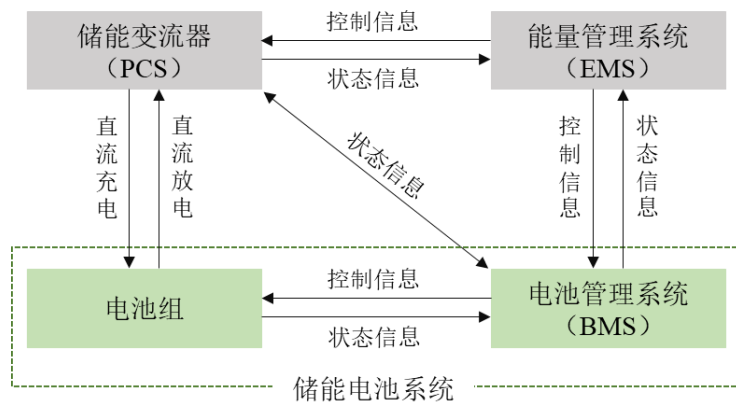 储能变流器
（PCS）
控制信息
状态信息
能量管理系统
（EMS）
直流充电
直流放电
状态信息
控制信息
状态信息
电池组
控制信息
状态信息
电池管理系统
（BMS）
储能电池系统